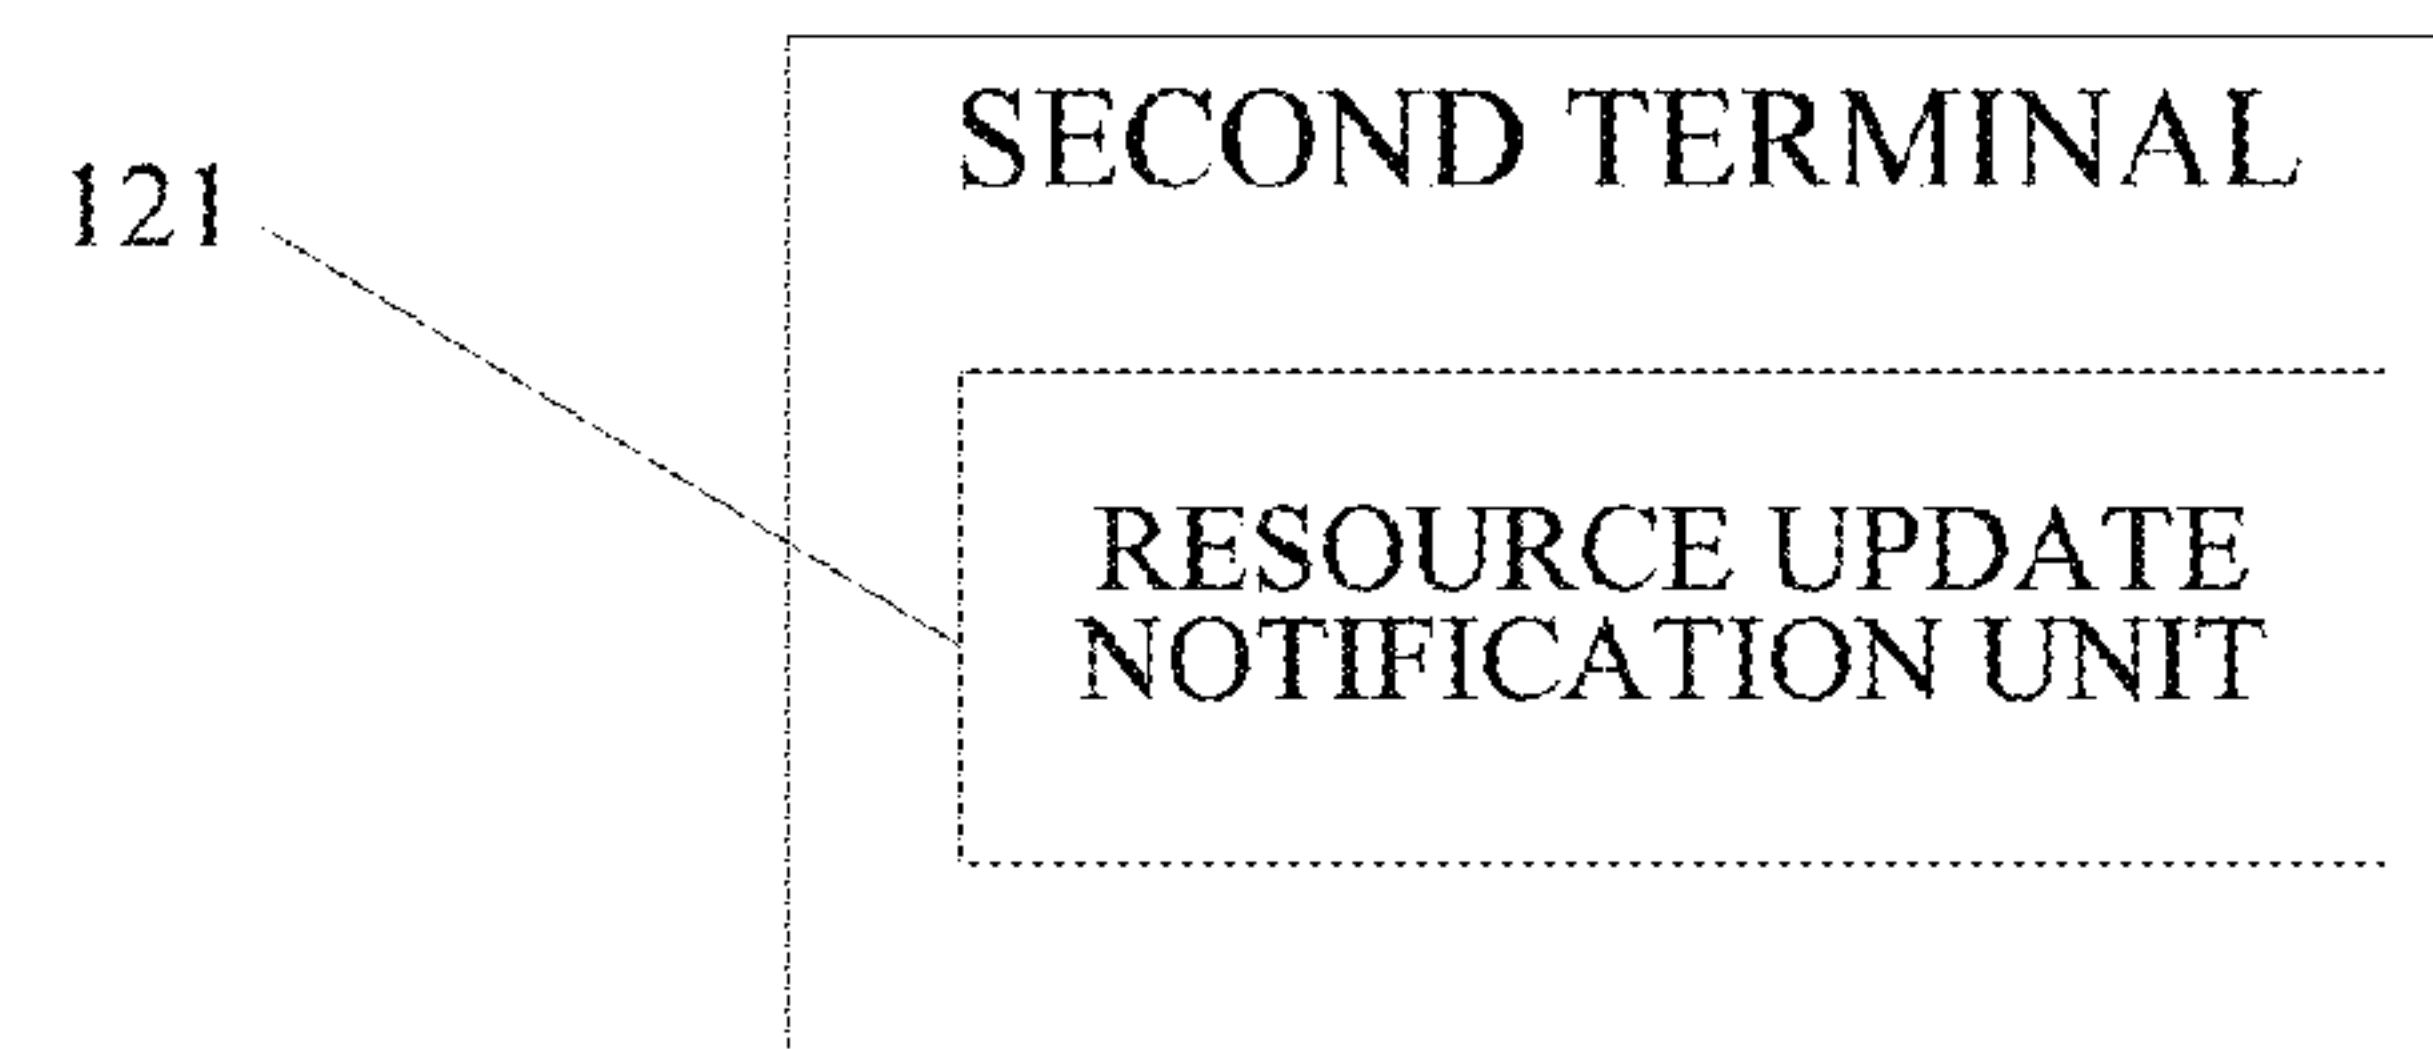 SECOND TERMINAL
121
RESOURCE UPDATE
NOTIFICATION UNIT